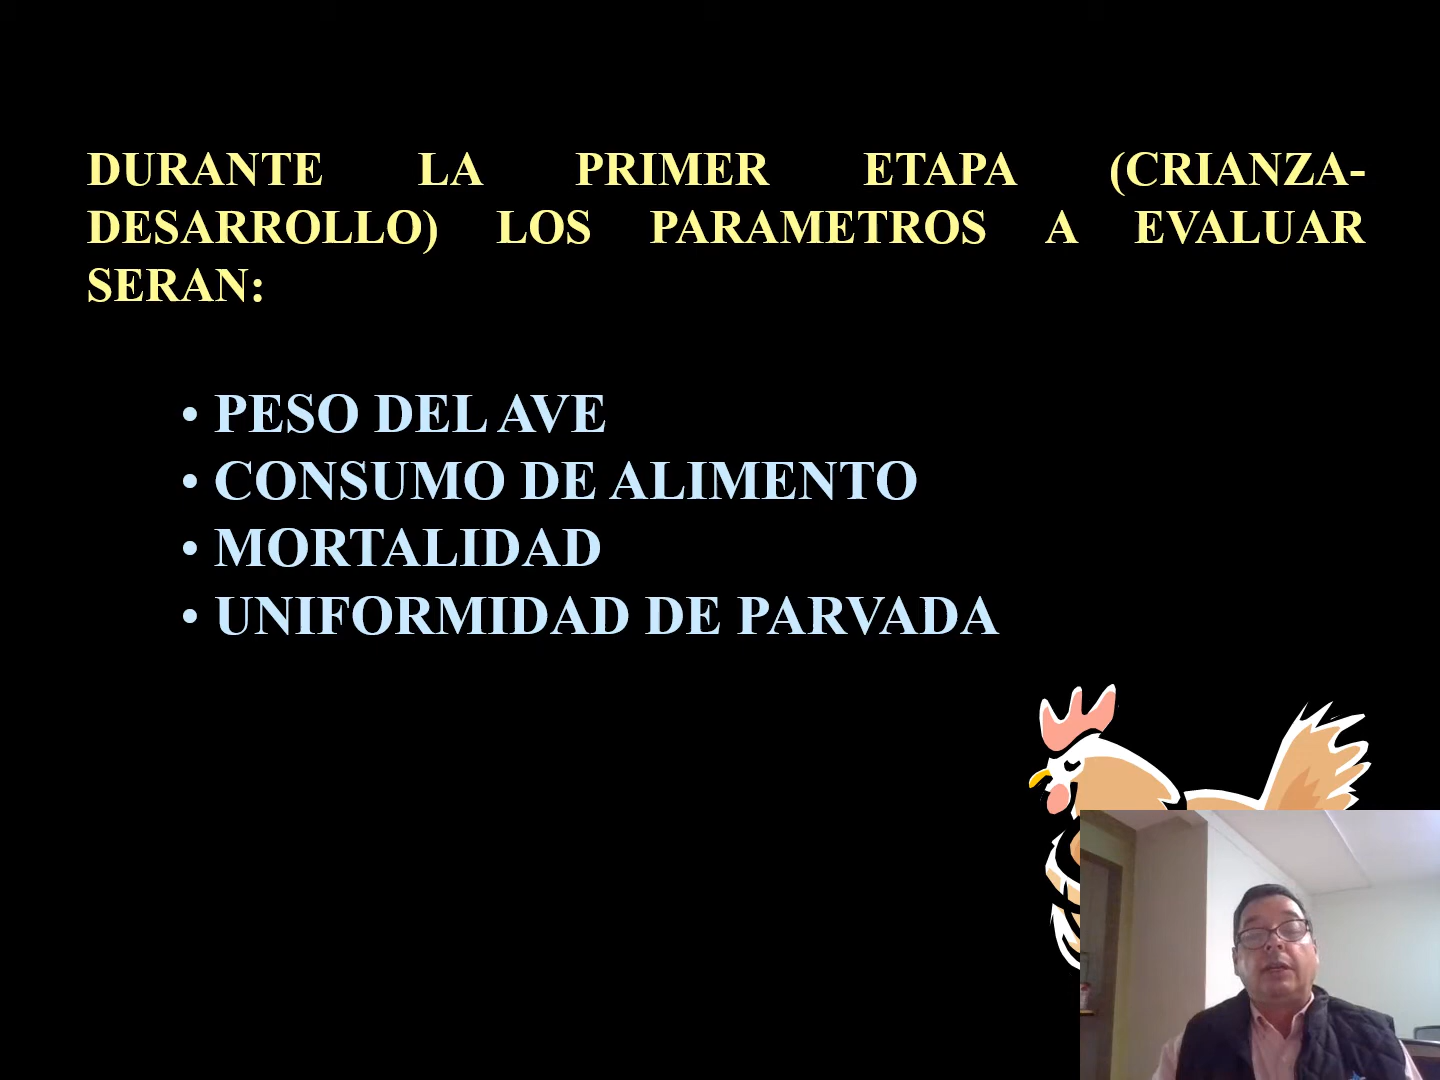 DURANTE LA PRIMER ETAPA (CRIANZA-
DESARROLLO) LOS PARAMETROS A EVALUAR
SERAN:
• PESO DEL AVE
• CONSUMO DE ALIMENTO
• MORTALIDAD
• UNIFORMIDAD DE PARVADA